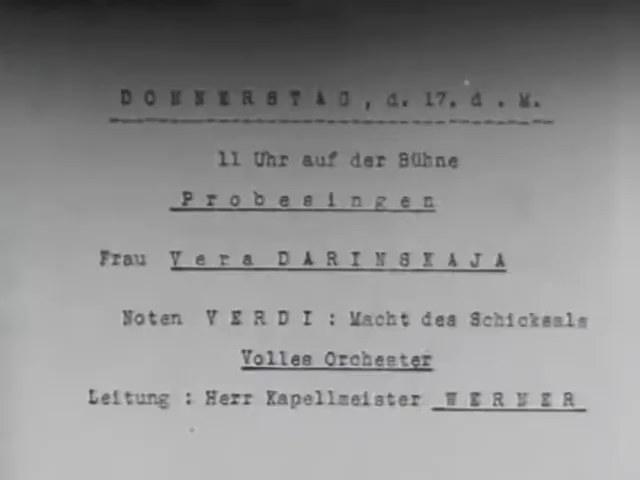 DONNERSTAG, d. 17. d. M.
11 Uhr auf der Bühne
Probesingen
Frau Vera DARINSKAJA
Noten VERDI: Macht des Schicksals
Volles Orchester
Leitung: Herr Kapellmeister WERNER